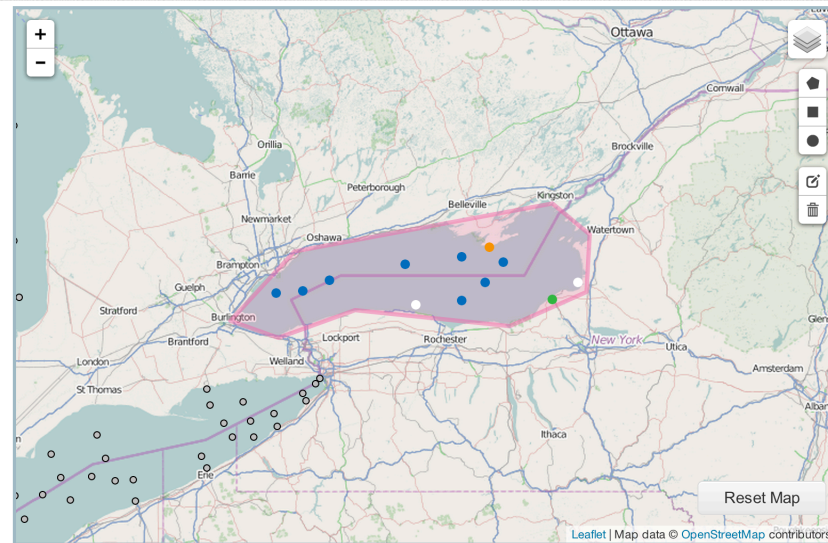 +
−
Ottawa
Cornwall
Brockville
Orillia
Barrie
Peterborough
Kingston
Belleville
Newmarket
Watertown
Oshawa
Brampton
Guelph
Stratford
Burlington
Brantford
Lockport
Rochester
New York
Utica
Welland
London
Amsterdam
St Thomas
Ithaca
Erie
Reset Map
Leaflet | Map data © OpenStreetMap contributors